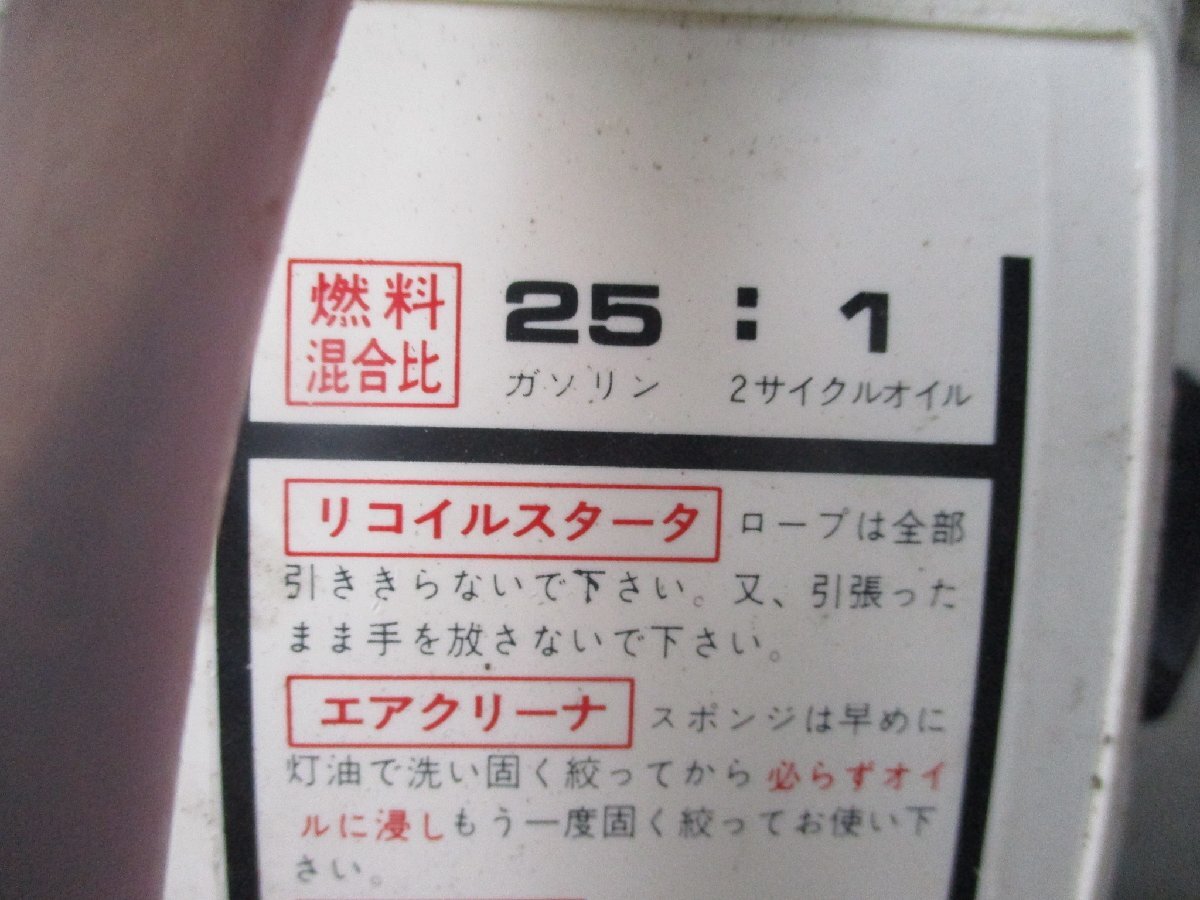 燃料 25 : 1
混合比 ガソリン 2サイクルオイル
リコイルスタータ ロープは全部
引ききらないで下さい。又、引張った
まま手を放さないで下さい。
エアクリーナ スポンジは早めに
灯油で洗い固く絞ってから必らずオイ
ルに浸しもう一度固く絞ってお使い下
さい。